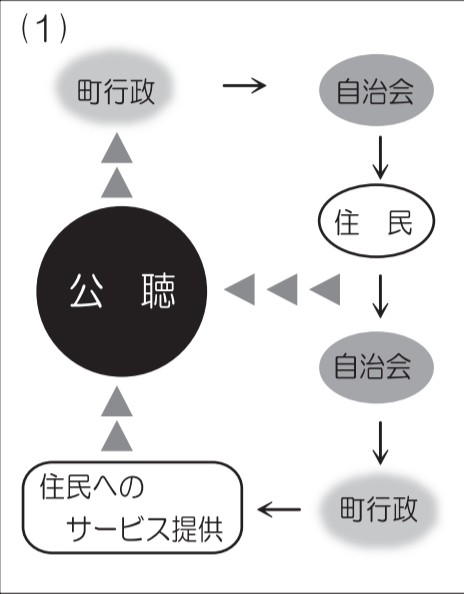 (1)
町行政
自治会
住 民
公 聴
自治会
住民への
サービス提供
町行政